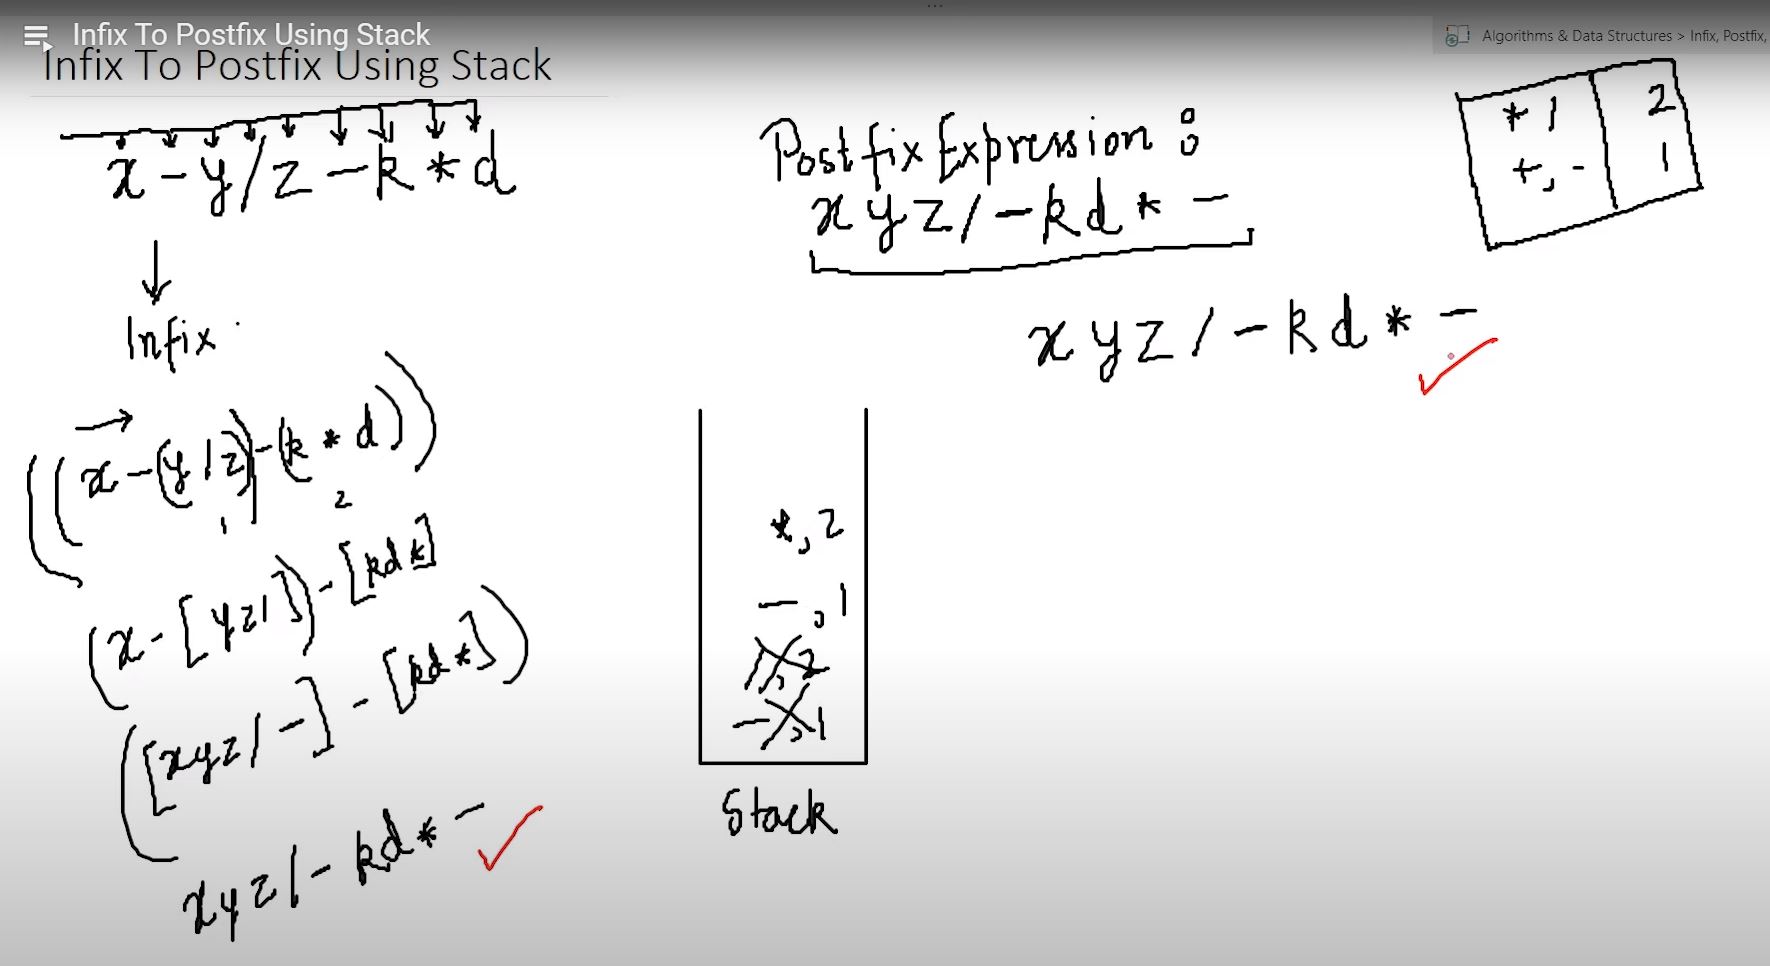 Infix To Postfix Using Stack
Algorithms & Data Structures > Infix, Postfix,
Infix To Postfix Using Stack
x - y / z - k * d
Infix
((x - (y / z)) - (k * d))
1 2
(x - [yz/]) - [kd*]
([xyz/-] - [kd*])
xyz/-kd*-
Postfix Expression :
xyz/-kd*-
xyz/-kd*-
* / 2
+, - 1
*, 2
-, 1
/, 2
-, 1
Stack